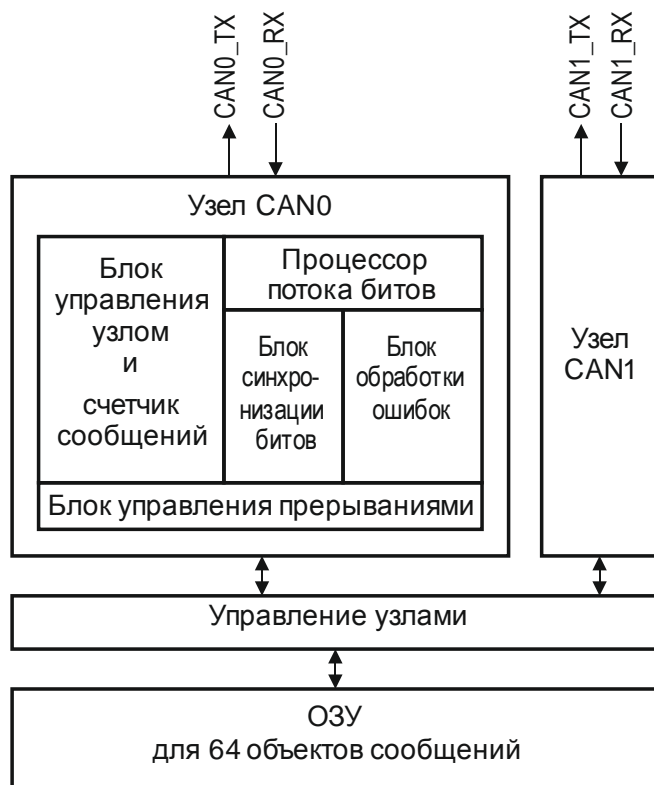 CAN0_TX
CAN0_RX
CAN1_TX
CAN1_RX
Узел CAN0
Блок
управления
узлом
и
счетчик
сообщений
Процессор
потока битов
Блок
синхро-
низации
битов
Блок
обработки
ошибок
Блок управления прерываниями
Узел
CAN1
Управление узлами
ОЗУ
для 64 объектов сообщений